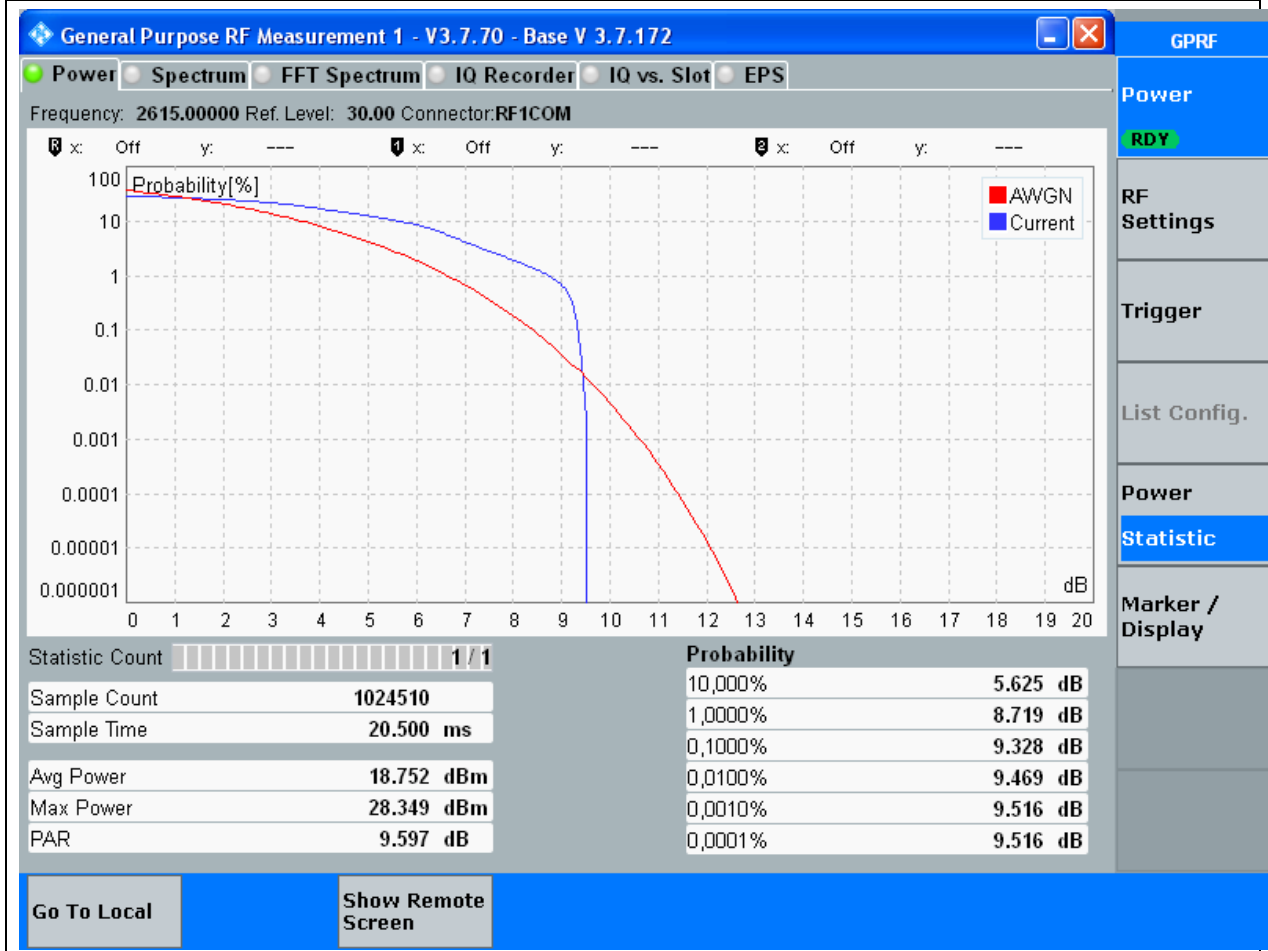 General Purpose RF Measurement 1 - V3.7.70 - Base V 3.7.172
GPRF
Power Spectrum FFT Spectrum IQ Recorder IQ vs. Slot EPS
Frequency: 2615.00000 Ref. Level: 30.00 Connector:RF1COM
R x: Off y: --- 1 x: Off y: --- 2 x: Off y: ---
Probability[%]
AWGN
Current
100
10
1
0.1
0.01
0.001
0.0001
0.00001
0.000001
dB
0 1 2 3 4 5 6 7 8 9 10 11 12 13 14 15 16 17 18 19 20
Statistic Count 1 / 1
Sample Count 1024510
Sample Time 20.500 ms
Avg Power 18.752 dBm
Max Power 28.349 dBm
PAR 9.597 dB
Probability
10,000% 5.625 dB
1,0000% 8.719 dB
0,1000% 9.328 dB
0,0100% 9.469 dB
0,0010% 9.516 dB
0,0001% 9.516 dB
Power
RDY
RF
Settings
Trigger
List Config.
Power
Statistic
Marker /
Display
Go To Local
Show Remote
Screen